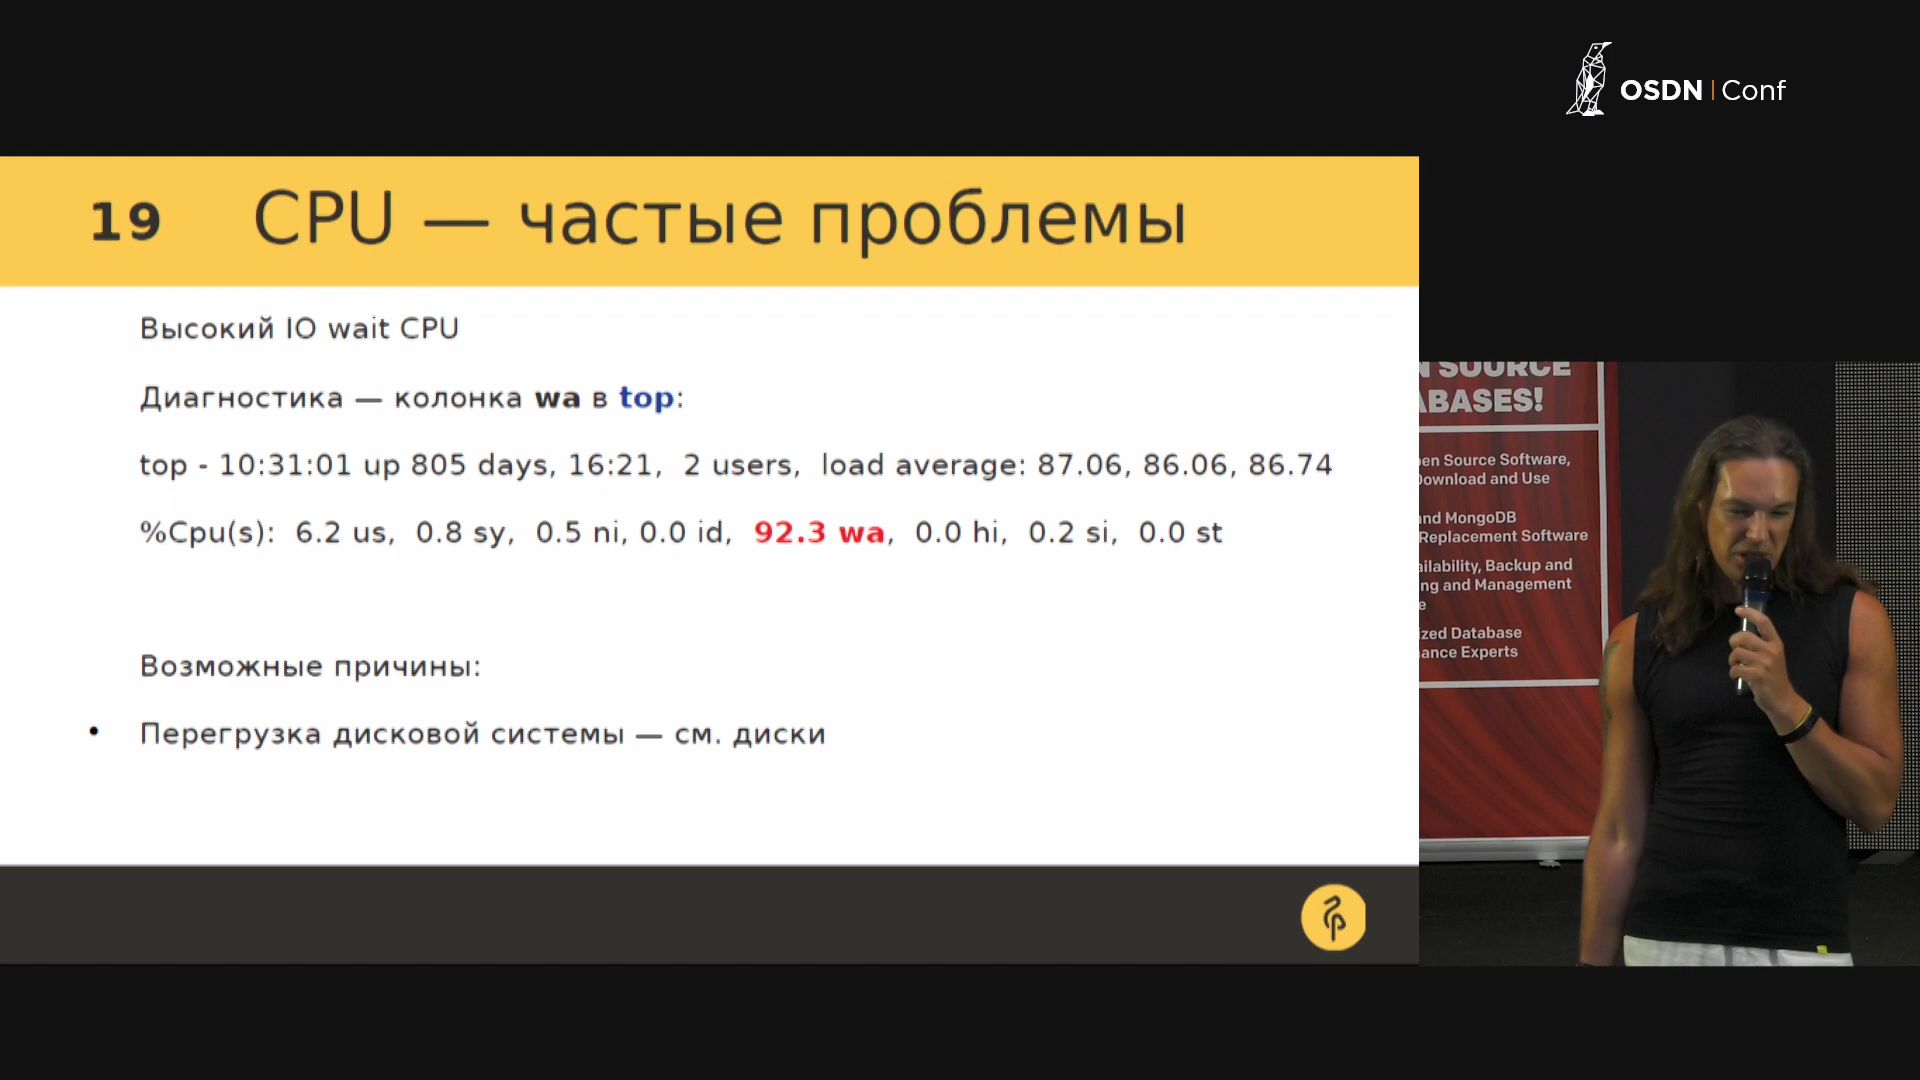 OSDN | Conf
19 CPU — частые проблемы
Высокий IO wait CPU
Диагностика — колонка wa в top:
top - 10:31:01 up 805 days, 16:21, 2 users, load average: 87.06, 86.06, 86.74
%Cpu(s): 6.2 us, 0.8 sy, 0.5 ni, 0.0 id, 92.3 wa, 0.0 hi, 0.2 si, 0.0 st
Возможные причины:
• Перегрузка дисковой системы — см. диски
SOURCE
ABASES!
en Source Software,
Download and Use
nd MongoDB
Replacement Software
ailability, Backup and
ng and Management
e
ized Database
ance Experts